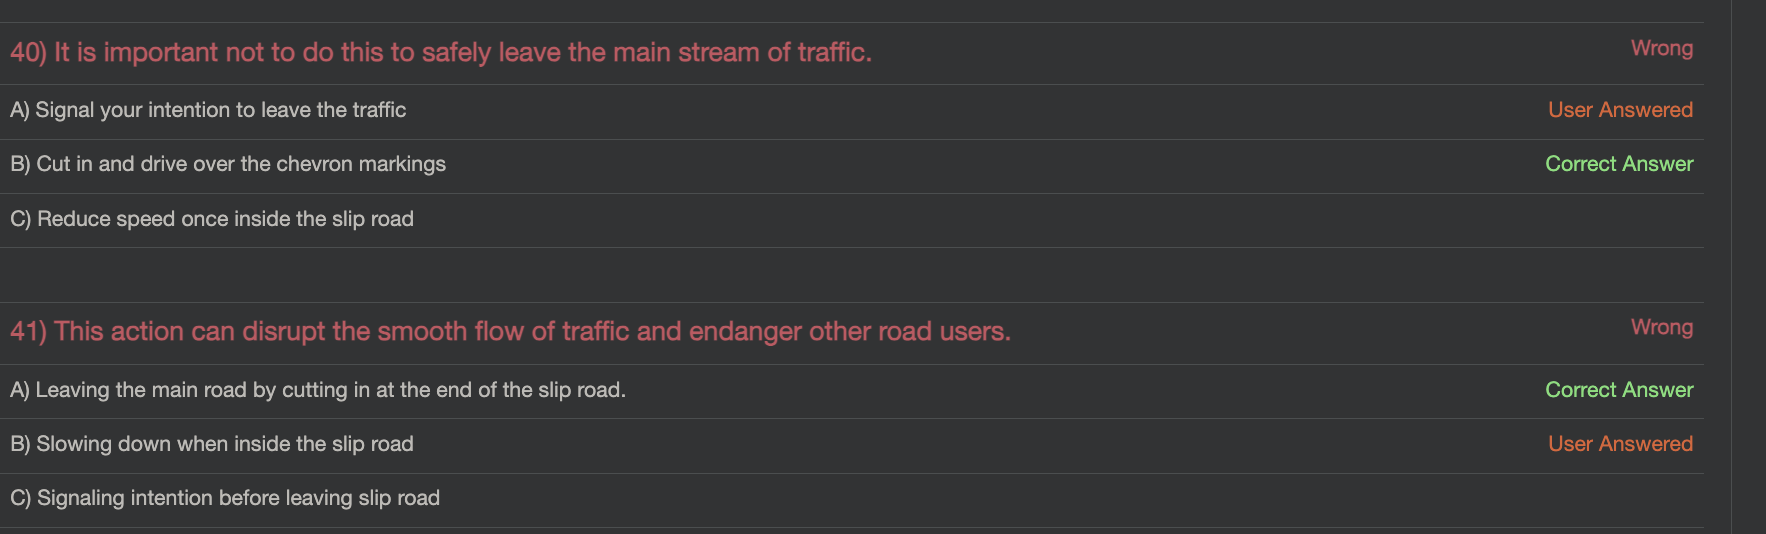 40) It is important not to do this to safely leave the main stream of traffic.
Wrong
A) Signal your intention to leave the traffic
User Answered
B) Cut in and drive over the chevron markings
Correct Answer
C) Reduce speed once inside the slip road
41) This action can disrupt the smooth flow of traffic and endanger other road users.
Wrong
A) Leaving the main road by cutting in at the end of the slip road.
Correct Answer
B) Slowing down when inside the slip road
User Answered
C) Signaling intention before leaving slip road